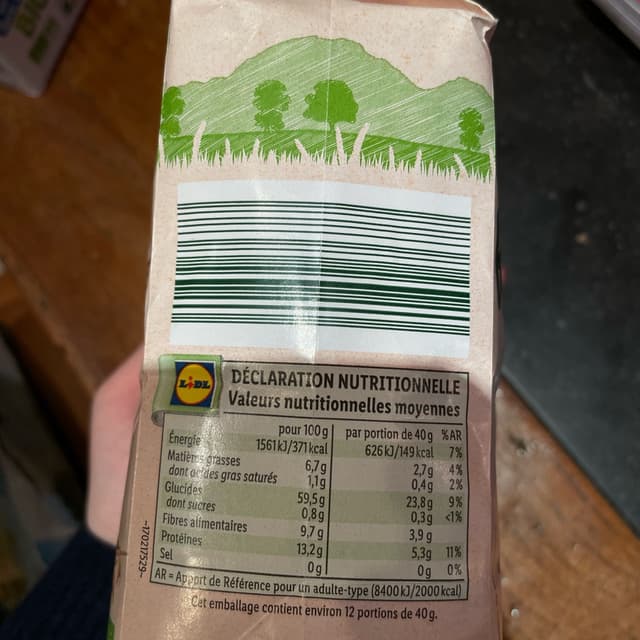 LIDL
DÉCLARATION NUTRITIONNELLE
Valeurs nutritionnelles moyennes
pour 100g par portion de 40g %AR
Énergie 1561kJ/371kcal 626kJ/149kcal 7%
Matières grasses 6,7g 2,7g 4%
dont acides gras saturés 1,1g 0,4g 2%
Glucides 59,5g 23,8g 9%
dont sucres 0,8g 0,3g <1%
Fibres alimentaires 9,7g 3,9g
Protéines 13,2g 5,3g 11%
Sel 0g 0g 0%
AR = Apport de Référence pour un adulte-type (8400kJ/2000kcal)
Cet emballage contient environ 12 portions de 40g.
-170217529-